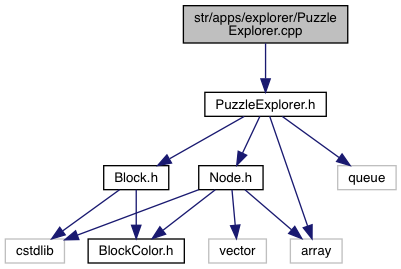 str/apps/explorer/Puzzle
Explorer.cpp
PuzzleExplorer.h
Block.h
Node.h
queue
cstdlib
BlockColor.h
vector
array